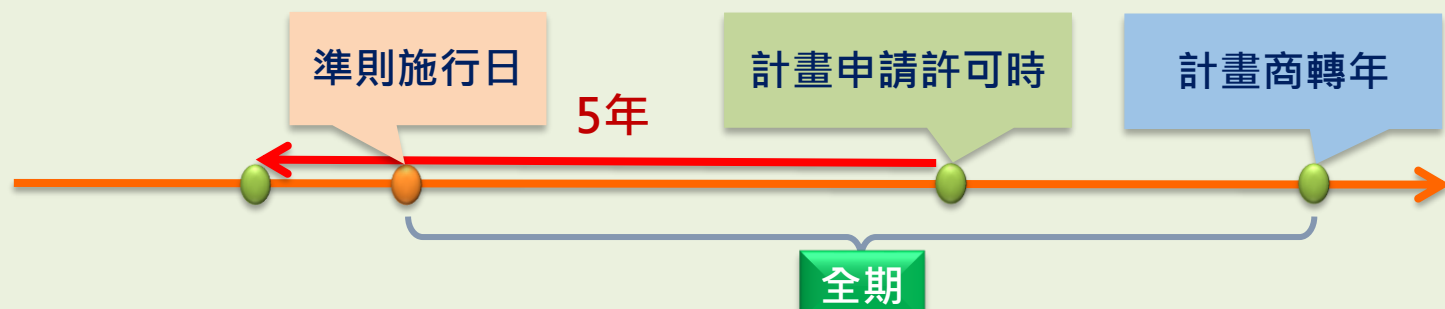 準則施行日
5年
計畫申請許可時
計畫商轉年
全期